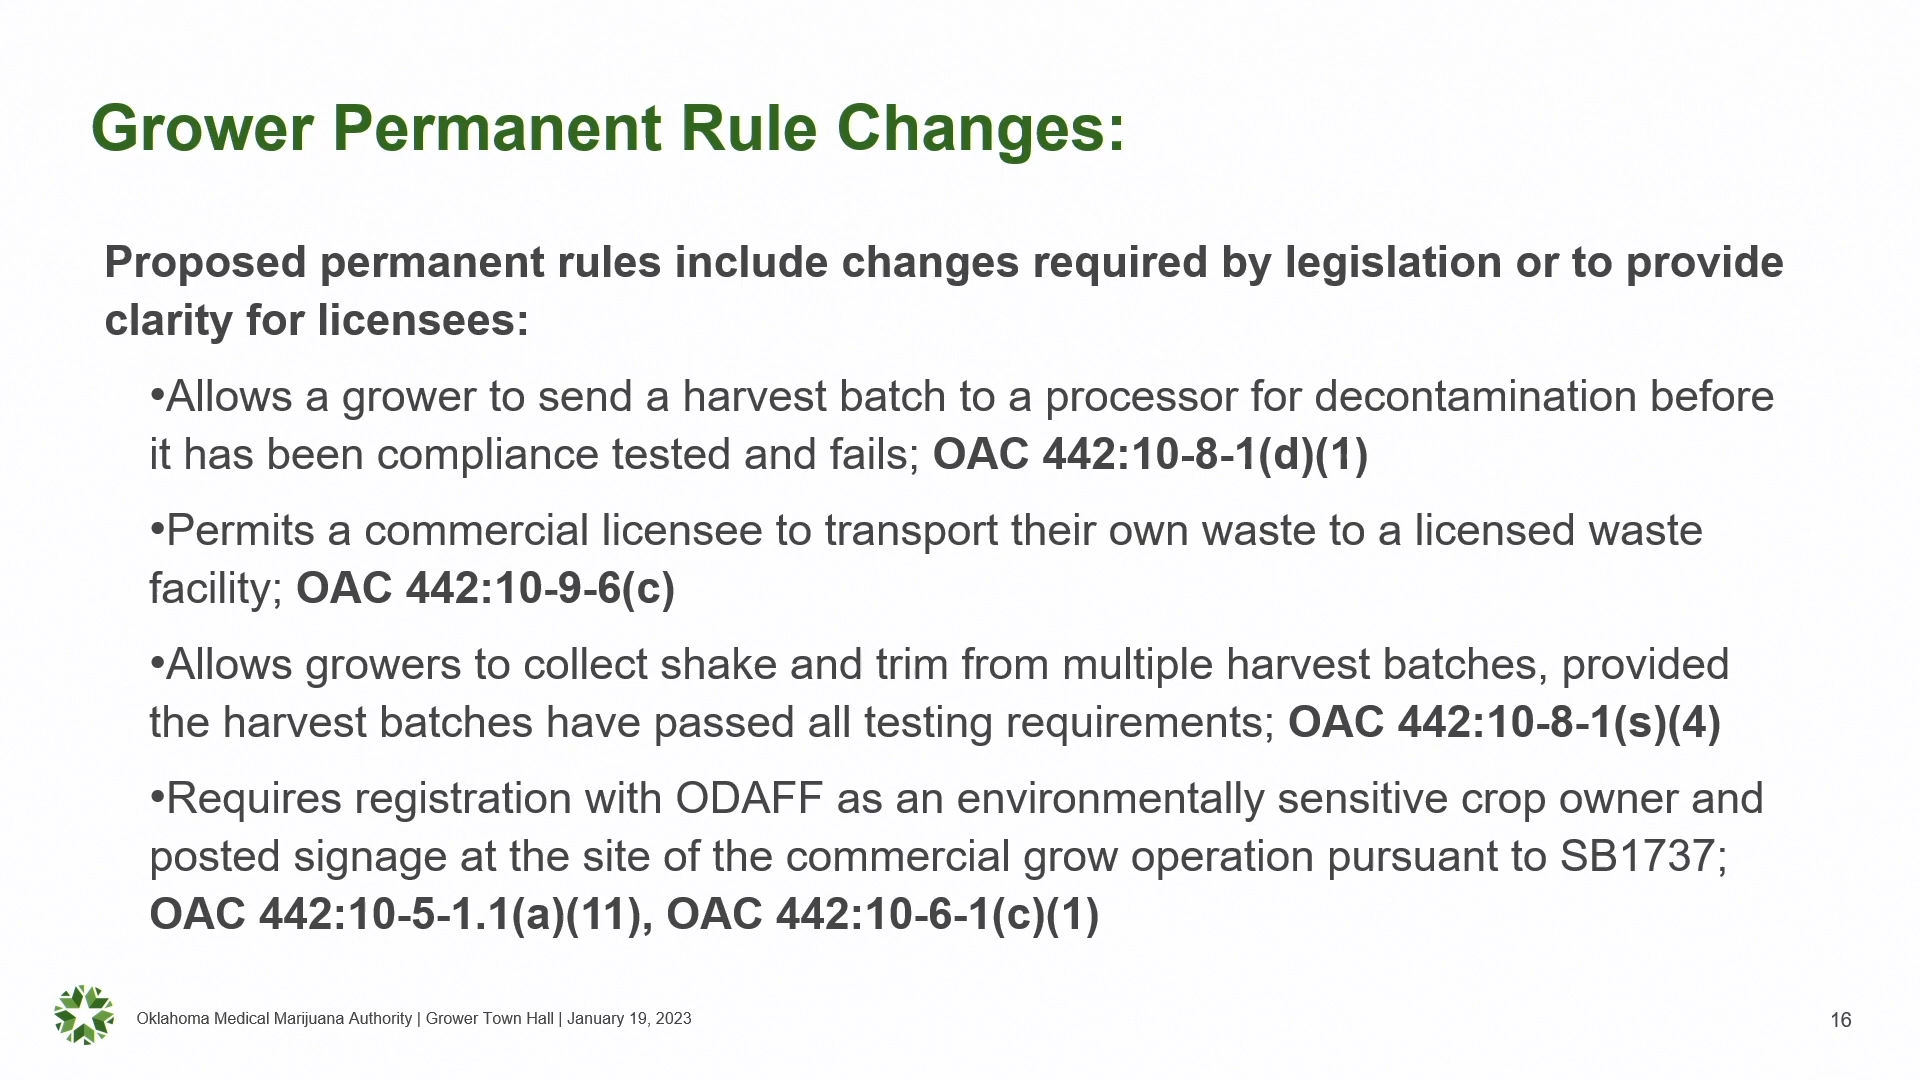 Grower Permanent Rule Changes:
Proposed permanent rules include changes required by legislation or to provide
clarity for licensees:
•Allows a grower to send a harvest batch to a processor for decontamination before
it has been compliance tested and fails; OAC 442:10-8-1(d)(1)
•Permits a commercial licensee to transport their own waste to a licensed waste
facility; OAC 442:10-9-6(c)
•Allows growers to collect shake and trim from multiple harvest batches, provided
the harvest batches have passed all testing requirements; OAC 442:10-8-1(s)(4)
•Requires registration with ODAFF as an environmentally sensitive crop owner and
posted signage at the site of the commercial grow operation pursuant to SB1737;
OAC 442:10-5-1.1(a)(11), OAC 442:10-6-1(c)(1)
Oklahoma Medical Marijuana Authority | Grower Town Hall | January 19, 2023
16